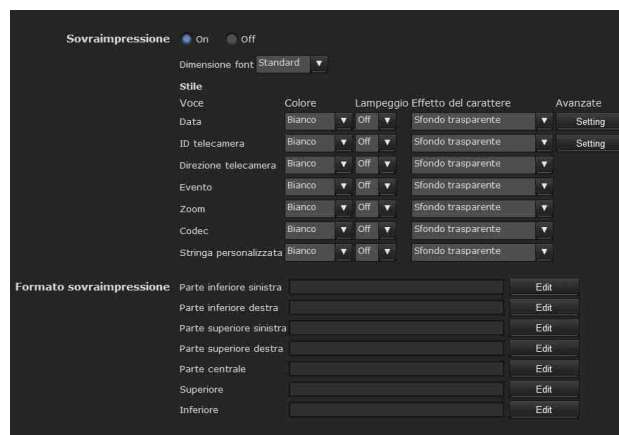 Sovraimpressione On Off
Dimensione font Standard
Stile
Voce Colore Lampeggio Effetto del carattere Avanzate
Data Bianco Off Sfondo trasparente Setting
ID telecamera Bianco Off Sfondo trasparente Setting
Direzione telecamera Bianco Off Sfondo trasparente
Evento Bianco Off Sfondo trasparente
Zoom Bianco Off Sfondo trasparente
Codec Bianco Off Sfondo trasparente
Stringa personalizzata Bianco Off Sfondo trasparente
Formato sovraimpressione Parte inferiore sinistra Edit
Parte inferiore destra Edit
Parte superiore sinistra Edit
Parte superiore destra Edit
Parte centrale Edit
Superiore Edit
Inferiore Edit